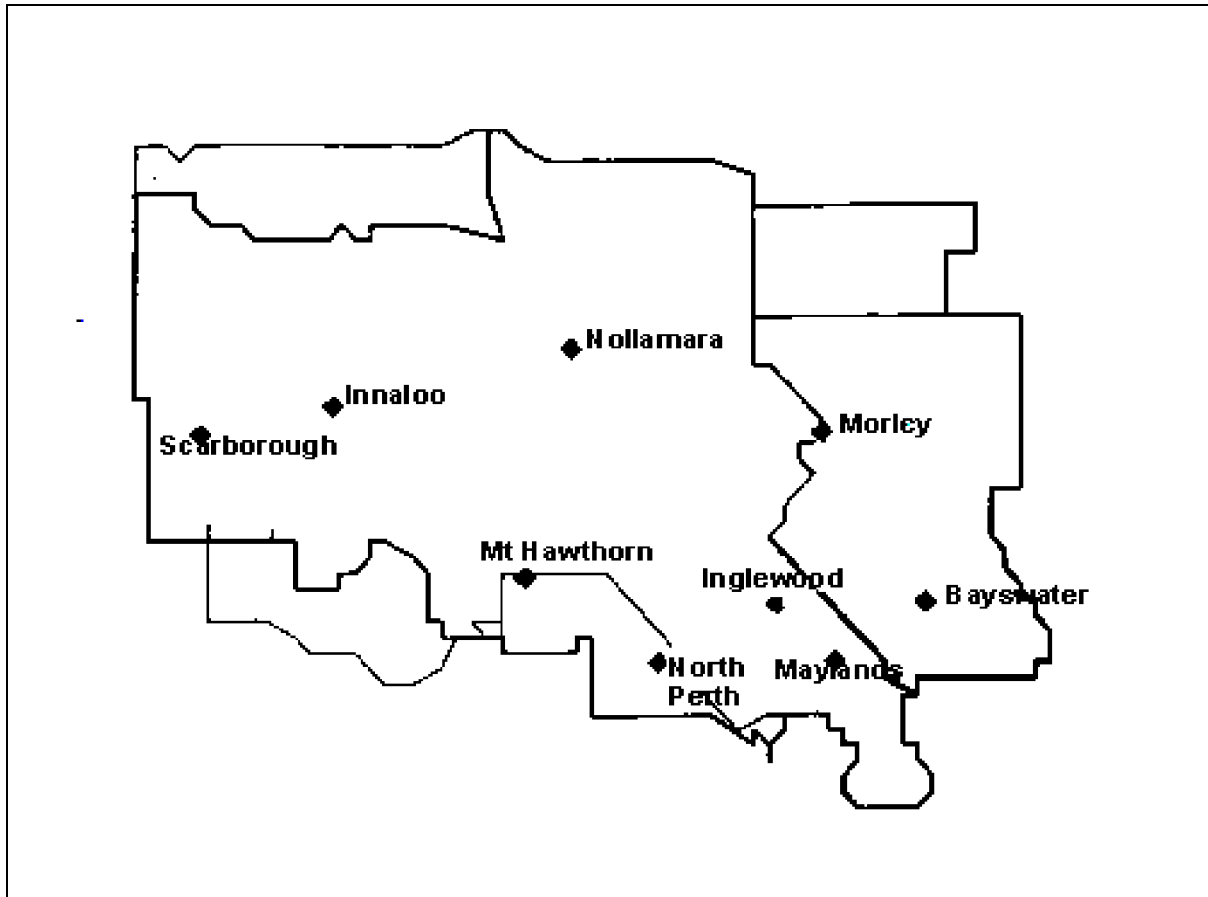 Nollamara
Innaloo
Morley
Scarborough
Mt Hawthorn
Inglewood
Bayswater
North
Perth
Maylands